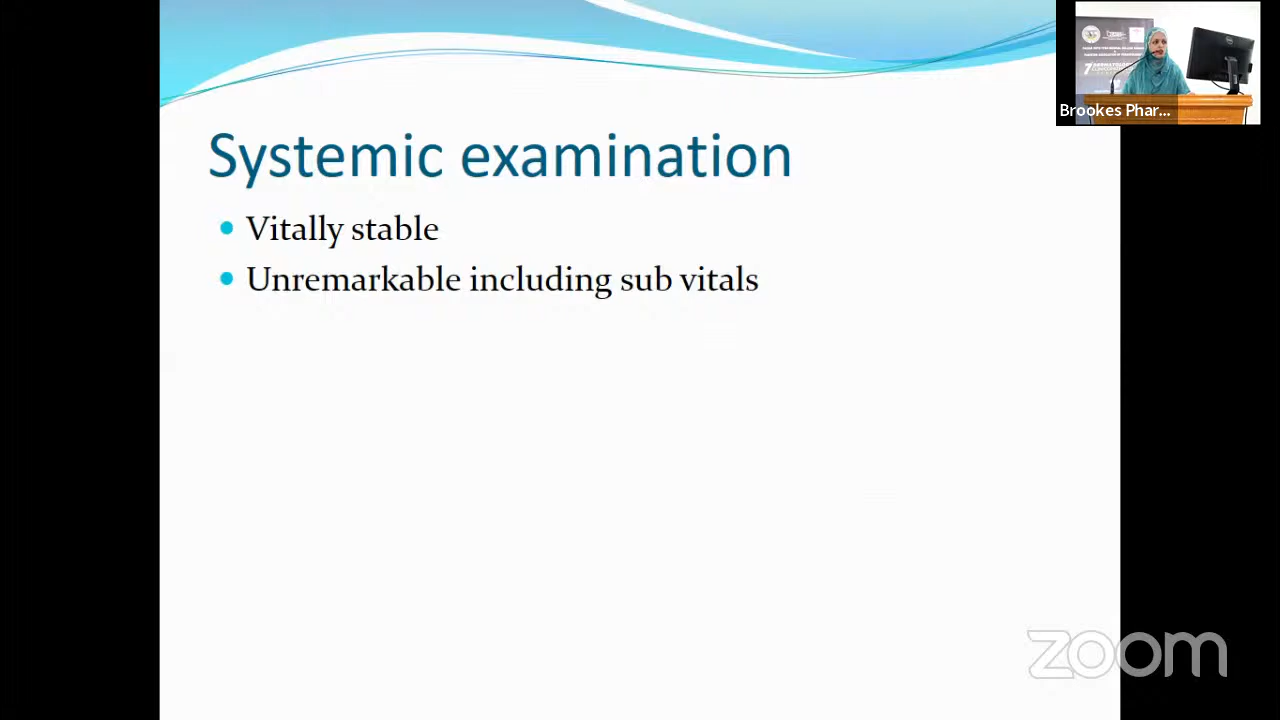 Systemic examination
Vitally stable
Unremarkable including sub vitals
Brookes Phar...
zoom